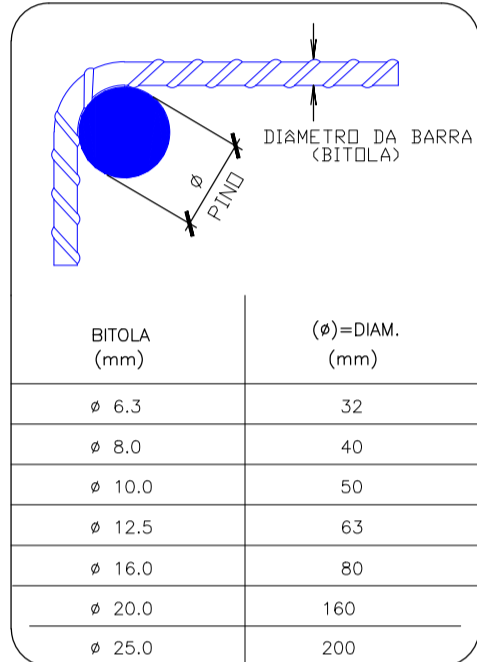 DIÂMETRO DA BARRA
(BITOLA)
ø
PINO
BITOLA
(mm)
(ø)=DIAM.
(mm)
ø 6.3 32
ø 8.0 40
ø 10.0 50
ø 12.5 63
ø 16.0 80
ø 20.0 160
ø 25.0 200